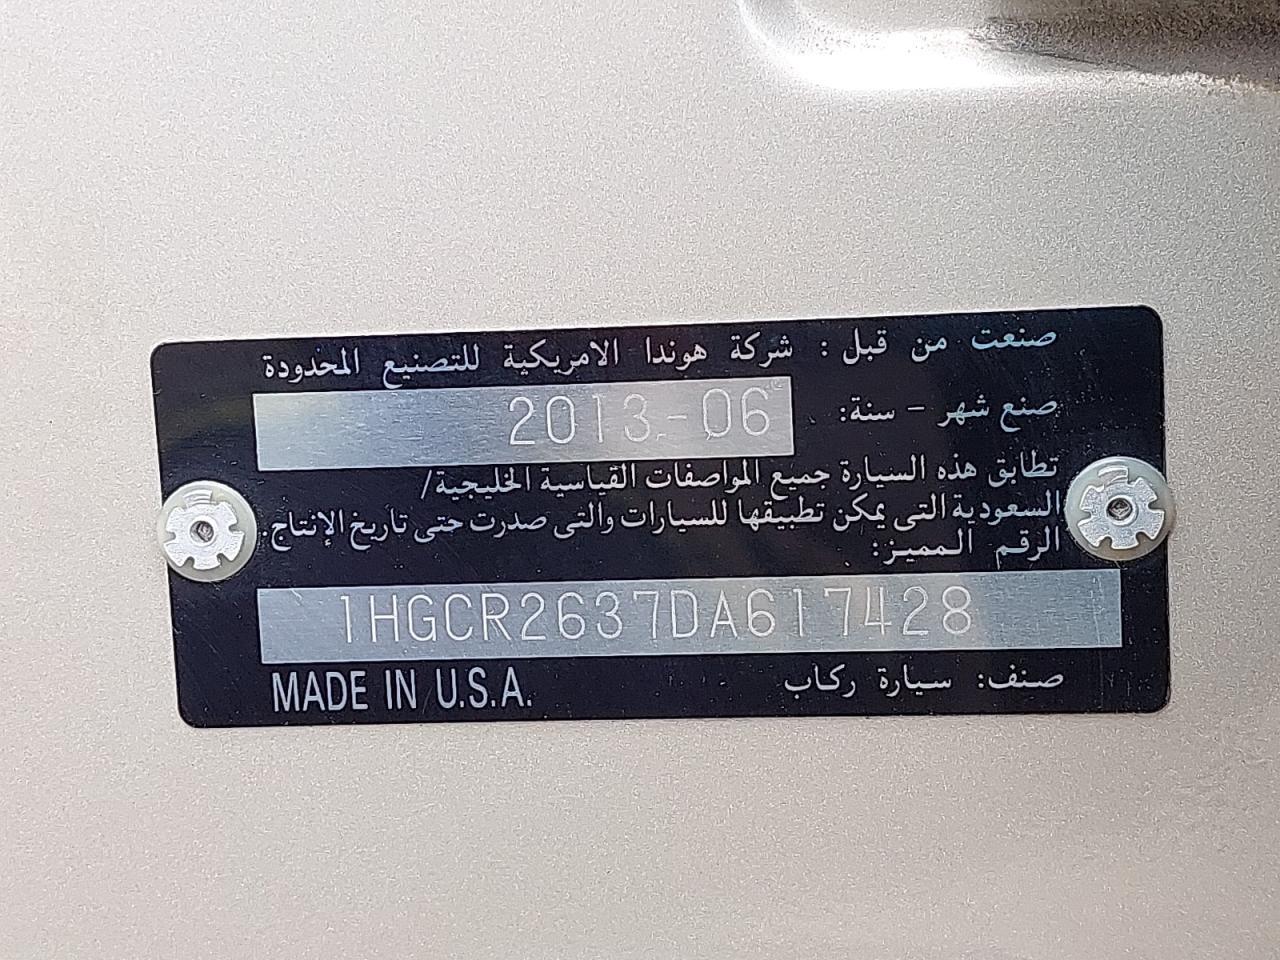 صنعت من قبل : شركة هوندا الامريكية للتصنيع المحدودة
صنع شهر - سنة: 2013-06
تطابق هذه السيارة جميع المواصفات القياسية الخليجية/
السعودية التى يمكن تطبيقها للسيارات والتى صدرت حتى تاريخ الإنتاج.
الرقم المميز:
1HGCR2637DA617428
صنف: سيارة ركاب
MADE IN U.S.A.